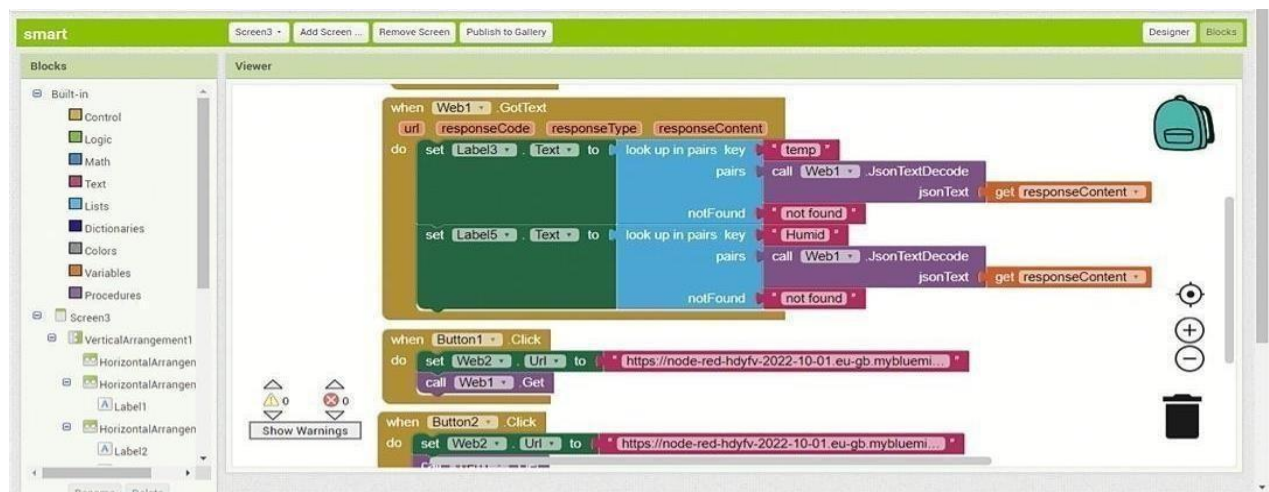 smart Screen3 Add Screen ... Remove Screen Publish to Gallery Designer Blocks
Blocks
Built-in
Control
Logic
Math
Text
Lists
Dictionaries
Colors
Variables
Procedures
Screen3
VerticalArrangement1
HorizontalArrangen
HorizontalArrangen
Label1
HorizontalArrangen
Label2
Rename Delete
Viewer
when Web1 .GotText
url responseCode responseType responseContent
do set Label3 . Text to look up in pairs key " temp "
pairs call Web1 .JsonTextDecode
jsonText get responseContent
notFound " not found "
set Label5 . Text to look up in pairs key " Humid "
pairs call Web1 .JsonTextDecode
jsonText get responseContent
notFound " not found "
when Button1 .Click
do set Web2 . Url to " https://node-red-hdyfv-2022-10-01.eu-gb.mybluemi... "
call Web1 .Get
when Button2 .Click
do set Web2 . Url to " https://node-red-hdyfv-2022-10-01.eu-gb.mybluemi... "
0 0
Show Warnings